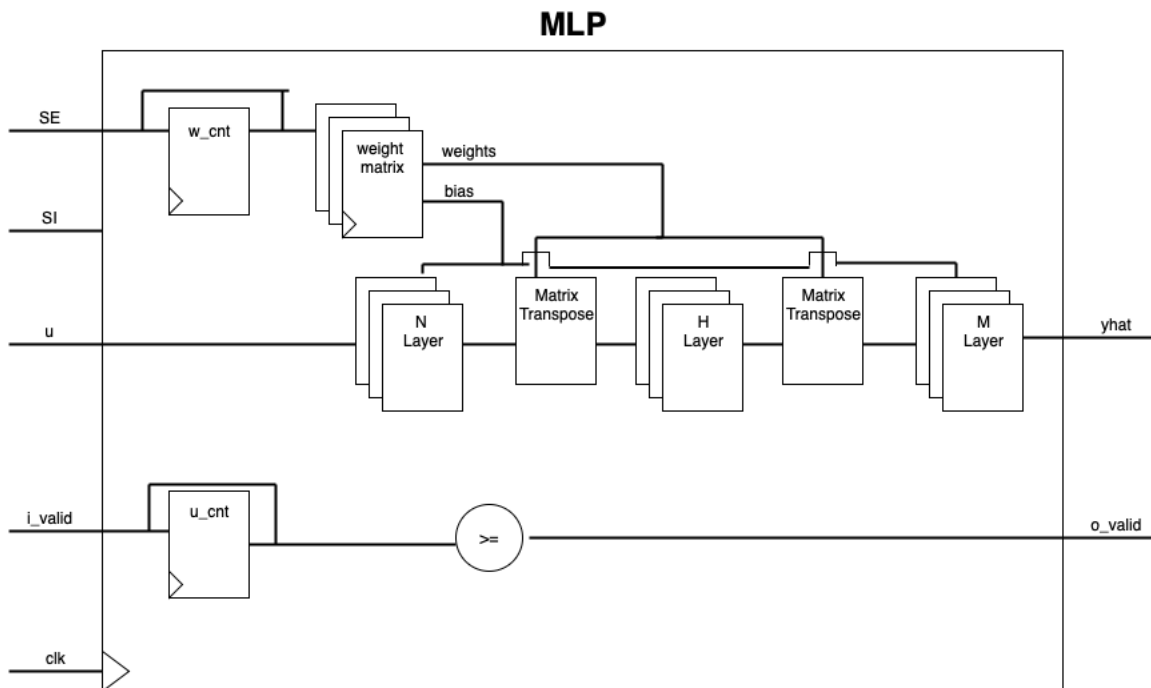 MLP
SE
w_cnt
weight
matrix
weights
bias
SI
u
N
Layer
Matrix
Transpose
H
Layer
Matrix
Transpose
M
Layer
yhat
i_valid
u_cnt
>=
o_valid
clk